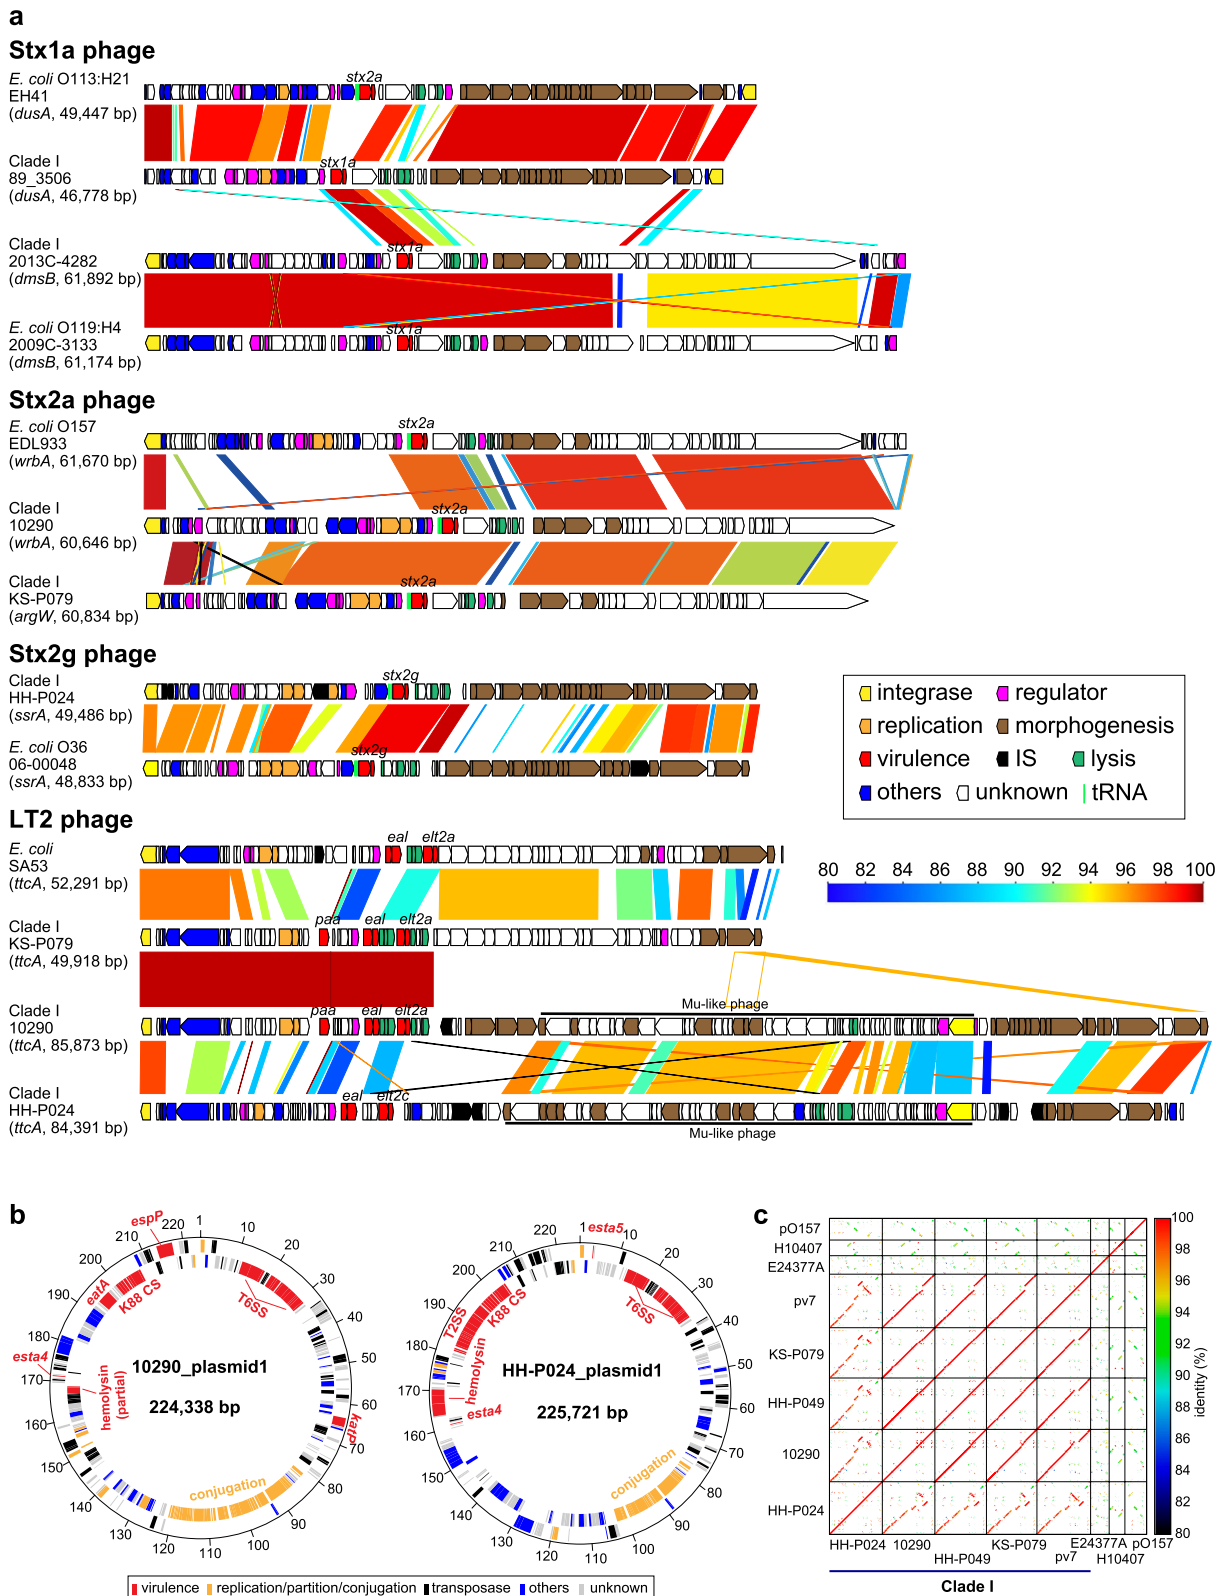 a
Stx1a phage
E. coli O113:H21
EH41
(dusA, 49,447 bp)
stx2a
Clade I
89_3506
(dusA, 46,778 bp)
stx1a
Clade I
2013C-4282
(dmsB, 61,892 bp)
stx1a
E. coli O119:H4
2009C-3133
(dmsB, 61,174 bp)
stx1a
Stx2a phage
E. coli O157
EDL933
(wrbA, 61,670 bp)
stx2a
Clade I
10290
(wrbA, 60,646 bp)
stx2a
Clade I
KS-P079
(argW, 60,834 bp)
stx2a
Stx2g phage
Clade I
HH-P024
(ssrA, 49,486 bp)
stx2g
E. coli O36
06-00048
(ssrA, 48,833 bp)
stx2g
integrase regulator
replication morphogenesis
virulence IS lysis
others unknown tRNA
LT2 phage
E. coli
SA53
(ttcA, 52,291 bp)
eal elt2a
80 82 84 86 88 90 92 94 96 98 100
Clade I
KS-P079
(ttcA, 49,918 bp)
paa eal elt2a
Clade I
10290
(ttcA, 85,873 bp)
paa eal elt2a
Mu-like phage
Clade I
HH-P024
(ttcA, 84,391 bp)
eal elt2c
Mu-like phage
b
1 10 20 30 40 50 60 70 80 90 100 110 120 130 140 150 160 170 180 190 200 210 220
espP
eatA
K88 CS
T6SS
esta4
hemolysin
(partial)
katP
conjugation
10290_plasmid1
224,338 bp
1 10 20 30 40 50 60 70 80 90 100 110 120 130 140 150 160 170 180 190 200 220
esta5
T2SS
K88 CS
T6SS
hemolysin
esta4
conjugation
HH-P024_plasmid1
225,721 bp
virulence replication/partition/conjugation transposase others unknown
c
pO157
H10407
E24377A
pv7
KS-P079
HH-P049
10290
HH-P024
HH-P024 10290 KS-P079 E24377A pO157
HH-P049 pv7 H10407
Clade I
100
98
96
94
92
90
88
86
84
82
80
identity (%)